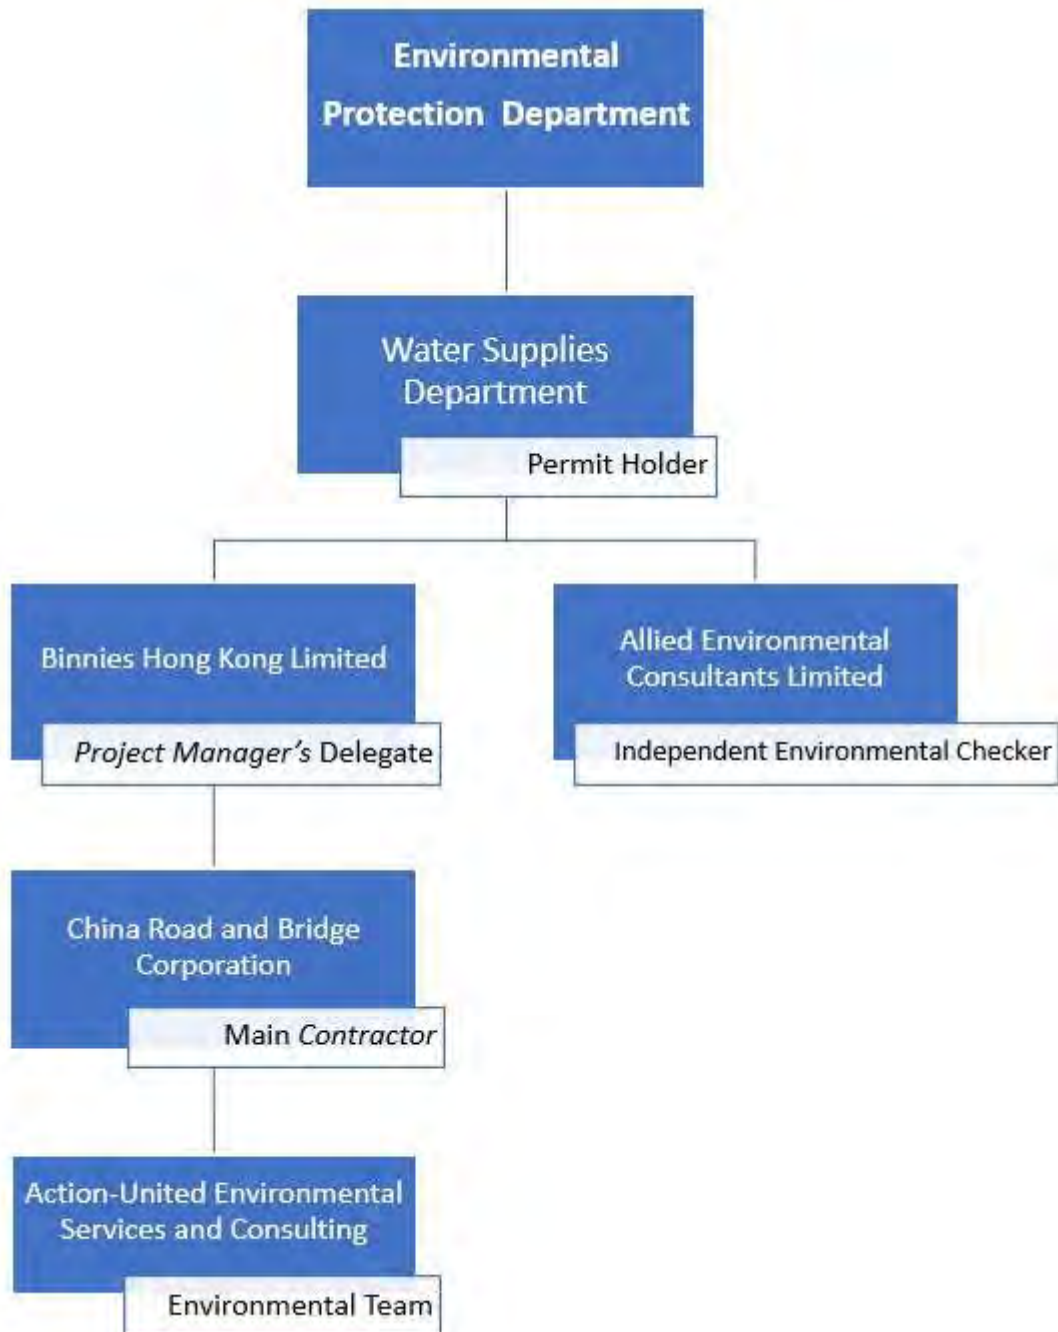 Environmental
Protection Department
Water Supplies
Department
Permit Holder
Binnies Hong Kong Limited
Project Manager's Delegate
Allied Environmental
Consultants Limited
Independent Environmental Checker
China Road and Bridge
Corporation
Main Contractor
Action-United Environmental
Services and Consulting
Environmental Team